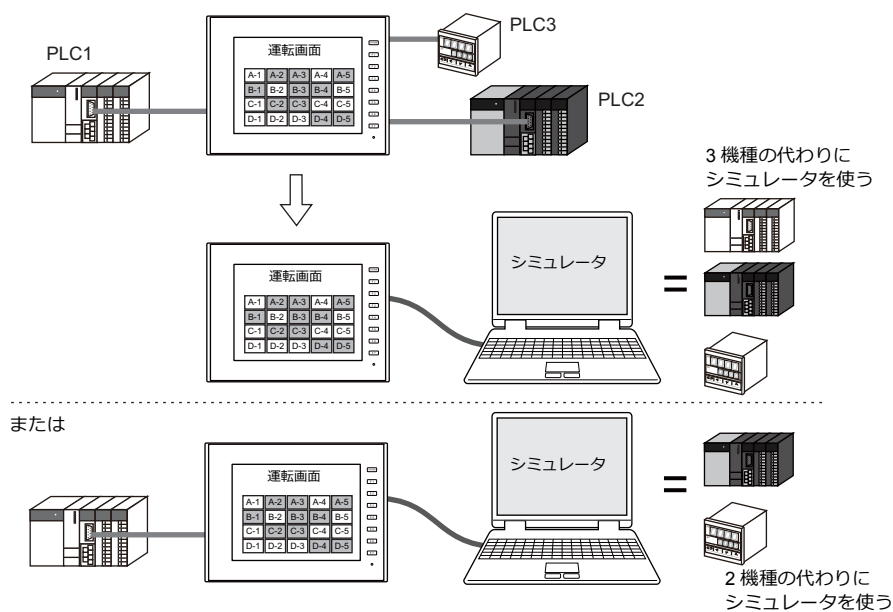 PLC1
PLC3
運転画面
A-1 A-2 A-3 A-4 A-5
B-1 B-2 B-3 B-4 B-5
C-1 C-2 C-3 C-4 C-5
D-1 D-2 D-3 D-4 D-5
PLC2
3 機種の代わりに
シミュレータを使う
運転画面
A-1 A-2 A-3 A-4 A-5
B-1 B-2 B-3 B-4 B-5
C-1 C-2 C-3 C-4 C-5
D-1 D-2 D-3 D-4 D-5
シミュレータ
=
または
運転画面
A-1 A-2 A-3 A-4 A-5
B-1 B-2 B-3 B-4 B-5
C-1 C-2 C-3 C-4 C-5
D-1 D-2 D-3 D-4 D-5
シミュレータ
=
2 機種の代わりに
シミュレータを使う